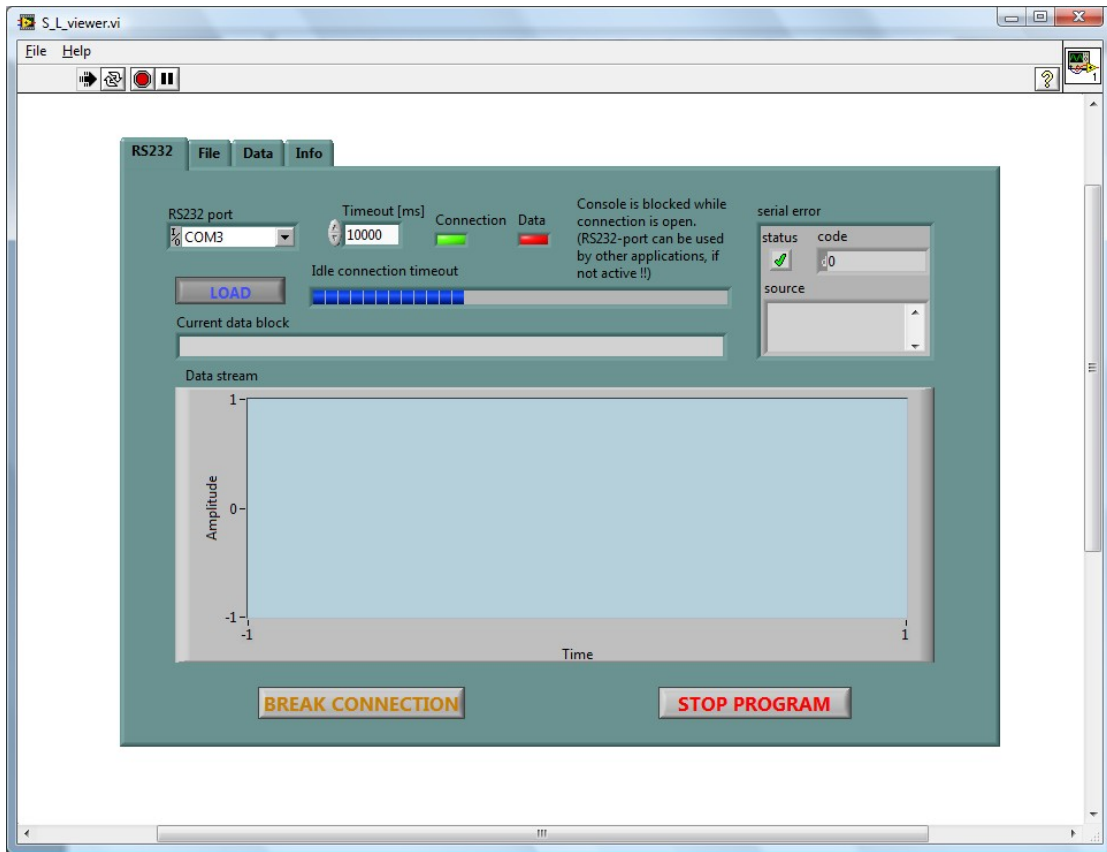 S_L_viewer.vi
File Help
1
RS232 File Data Info
RS232 port
COM3
Timeout [ms]
10000
Connection Data
Console is blocked while
connection is open.
(RS232-port can be used
by other applications, if
not active !!)
serial error
status code
0
source
LOAD
Idle connection timeout
Current data block
Data stream
1
0
-1
Amplitude
-1 1
Time
BREAK CONNECTION
STOP PROGRAM